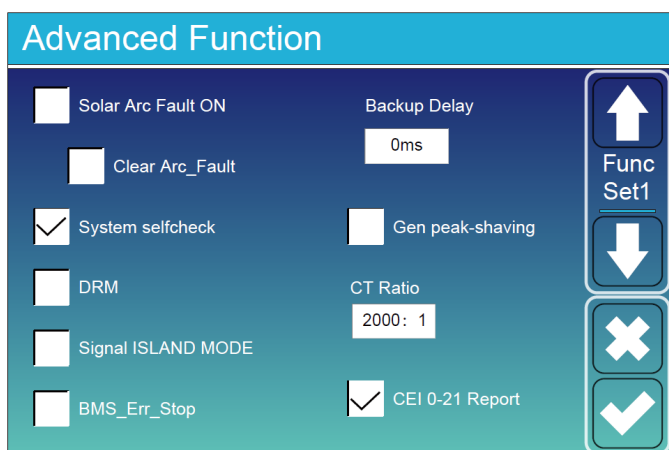 Advanced Function
Solar Arc Fault ON
Clear Arc_Fault
System selfcheck
DRM
Signal ISLAND MODE
BMS_Err_Stop
Backup Delay
0ms
Gen peak-shaving
CT Ratio
2000: 1
CEI 0-21 Report
Func
Set1